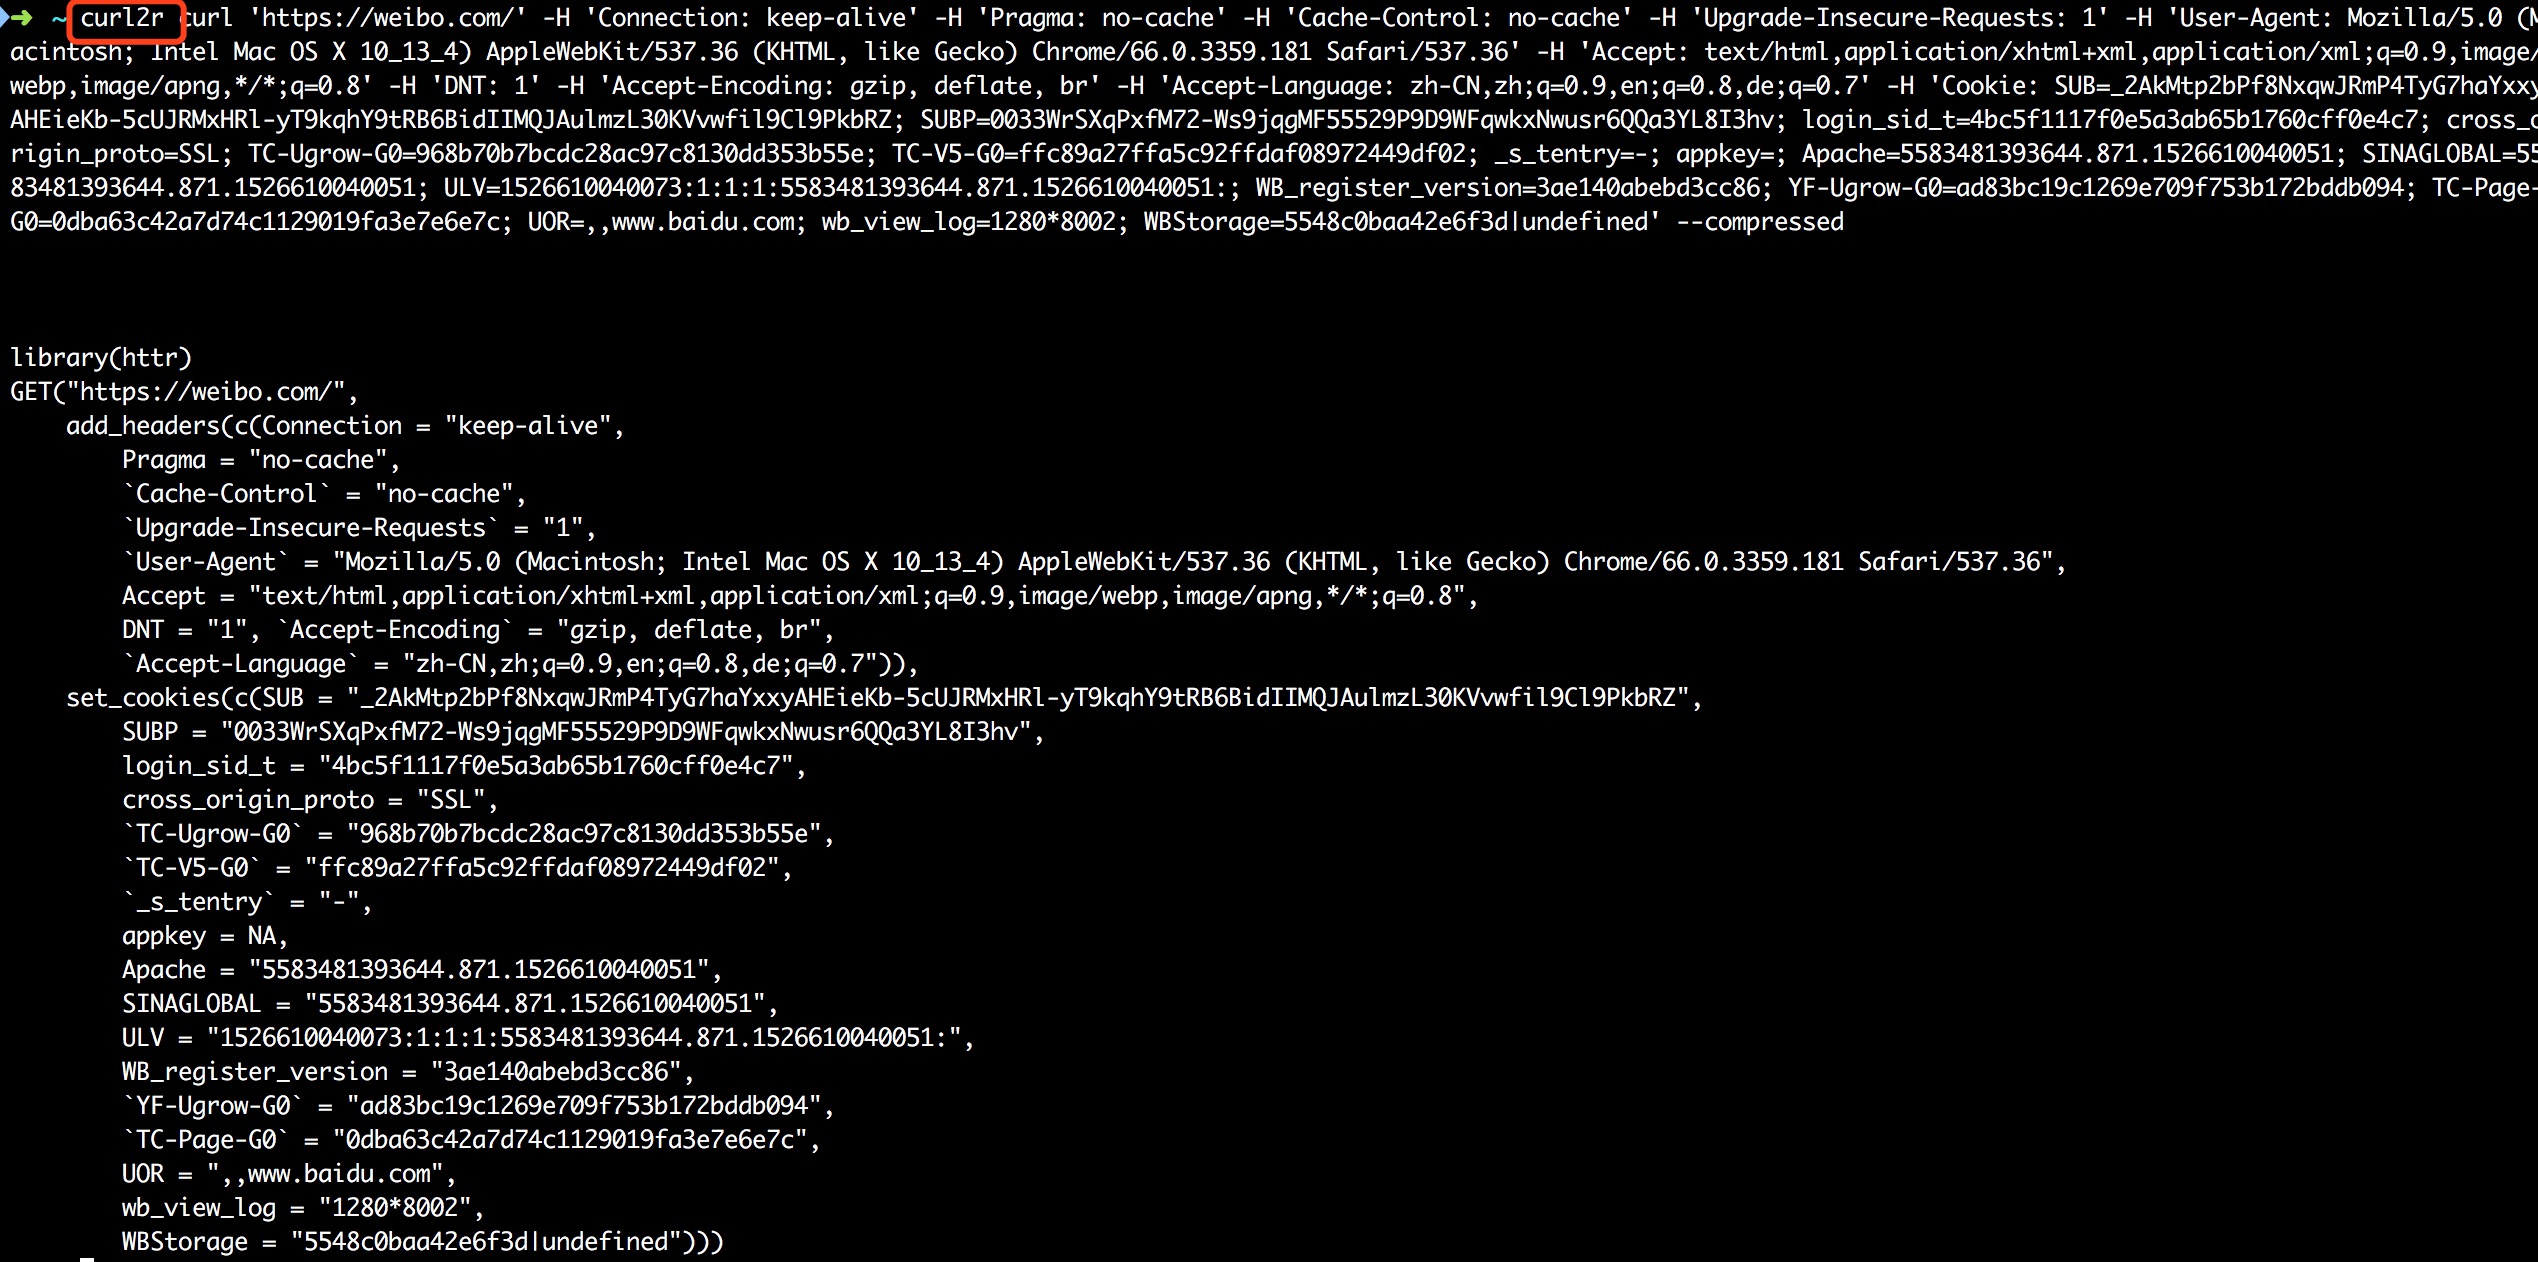 ➜ ~ curl2r curl 'https://weibo.com/' -H 'Connection: keep-alive' -H 'Pragma: no-cache' -H 'Cache-Control: no-cache' -H 'Upgrade-Insecure-Requests: 1' -H 'User-Agent: Mozilla/5.0 (M
acintosh; Intel Mac OS X 10_13_4) AppleWebKit/537.36 (KHTML, like Gecko) Chrome/66.0.3359.181 Safari/537.36' -H 'Accept: text/html,application/xhtml+xml,application/xml;q=0.9,image/
webp,image/apng,*/*;q=0.8' -H 'DNT: 1' -H 'Accept-Encoding: gzip, deflate, br' -H 'Accept-Language: zh-CN,zh;q=0.9,en;q=0.8,de;q=0.7' -H 'Cookie: SUB=_2AkMtp2bPf8NxqwJRmP4TyG7haYxxy
AHEieKb-5cUJRMxHRl-yT9kqhY9tRB6BidIIMQJAulmzL30KVvwfil9Cl9PkbRZ; SUBP=0033WrSXqPxfM72-Ws9jqgMF55529P9D9WFqwkxNwusr6QQa3YL8I3hv; login_sid_t=4bc5f1117f0e5a3ab65b1760cff0e4c7; cross_o
rigin_proto=SSL; TC-Ugrow-G0=968b70b7bcdc28ac97c8130dd353b55e; TC-V5-G0=ffc89a27ffa5c92ffdaf08972449df02; _s_tentry=-; appkey=; Apache=5583481393644.871.1526610040051; SINAGLOBAL=55
83481393644.871.1526610040051; ULV=1526610040073:1:1:1:5583481393644.871.1526610040051:; WB_register_version=3ae140abebd3cc86; YF-Ugrow-G0=ad83bc19c1269e709f753b172bddb094; TC-Page-
G0=0dba63c42a7d74c1129019fa3e7e6e7c; UOR=,,www.baidu.com; wb_view_log=1280*8002; WBStorage=5548c0baa42e6f3d|undefined' --compressed
library(httr)
GET("https://weibo.com/",
add_headers(c(Connection = "keep-alive",
Pragma = "no-cache",
`Cache-Control` = "no-cache",
`Upgrade-Insecure-Requests` = "1",
`User-Agent` = "Mozilla/5.0 (Macintosh; Intel Mac OS X 10_13_4) AppleWebKit/537.36 (KHTML, like Gecko) Chrome/66.0.3359.181 Safari/537.36",
Accept = "text/html,application/xhtml+xml,application/xml;q=0.9,image/webp,image/apng,*/*;q=0.8",
DNT = "1", `Accept-Encoding` = "gzip, deflate, br",
`Accept-Language` = "zh-CN,zh;q=0.9,en;q=0.8,de;q=0.7")),
set_cookies(c(SUB = "_2AkMtp2bPf8NxqwJRmP4TyG7haYxxyAHEieKb-5cUJRMxHRl-yT9kqhY9tRB6BidIIMQJAulmzL30KVvwfil9Cl9PkbRZ",
SUBP = "0033WrSXqPxfM72-Ws9jqgMF55529P9D9WFqwkxNwusr6QQa3YL8I3hv",
login_sid_t = "4bc5f1117f0e5a3ab65b1760cff0e4c7",
cross_origin_proto = "SSL",
`TC-Ugrow-G0` = "968b70b7bcdc28ac97c8130dd353b55e",
`TC-V5-G0` = "ffc89a27ffa5c92ffdaf08972449df02",
`_s_tentry` = "-",
appkey = NA,
Apache = "5583481393644.871.1526610040051",
SINAGLOBAL = "5583481393644.871.1526610040051",
ULV = "1526610040073:1:1:1:5583481393644.871.1526610040051:",
WB_register_version = "3ae140abebd3cc86",
`YF-Ugrow-G0` = "ad83bc19c1269e709f753b172bddb094",
`TC-Page-G0` = "0dba63c42a7d74c1129019fa3e7e6e7c",
UOR = ",,www.baidu.com",
wb_view_log = "1280*8002",
WBStorage = "5548c0baa42e6f3d|undefined")))